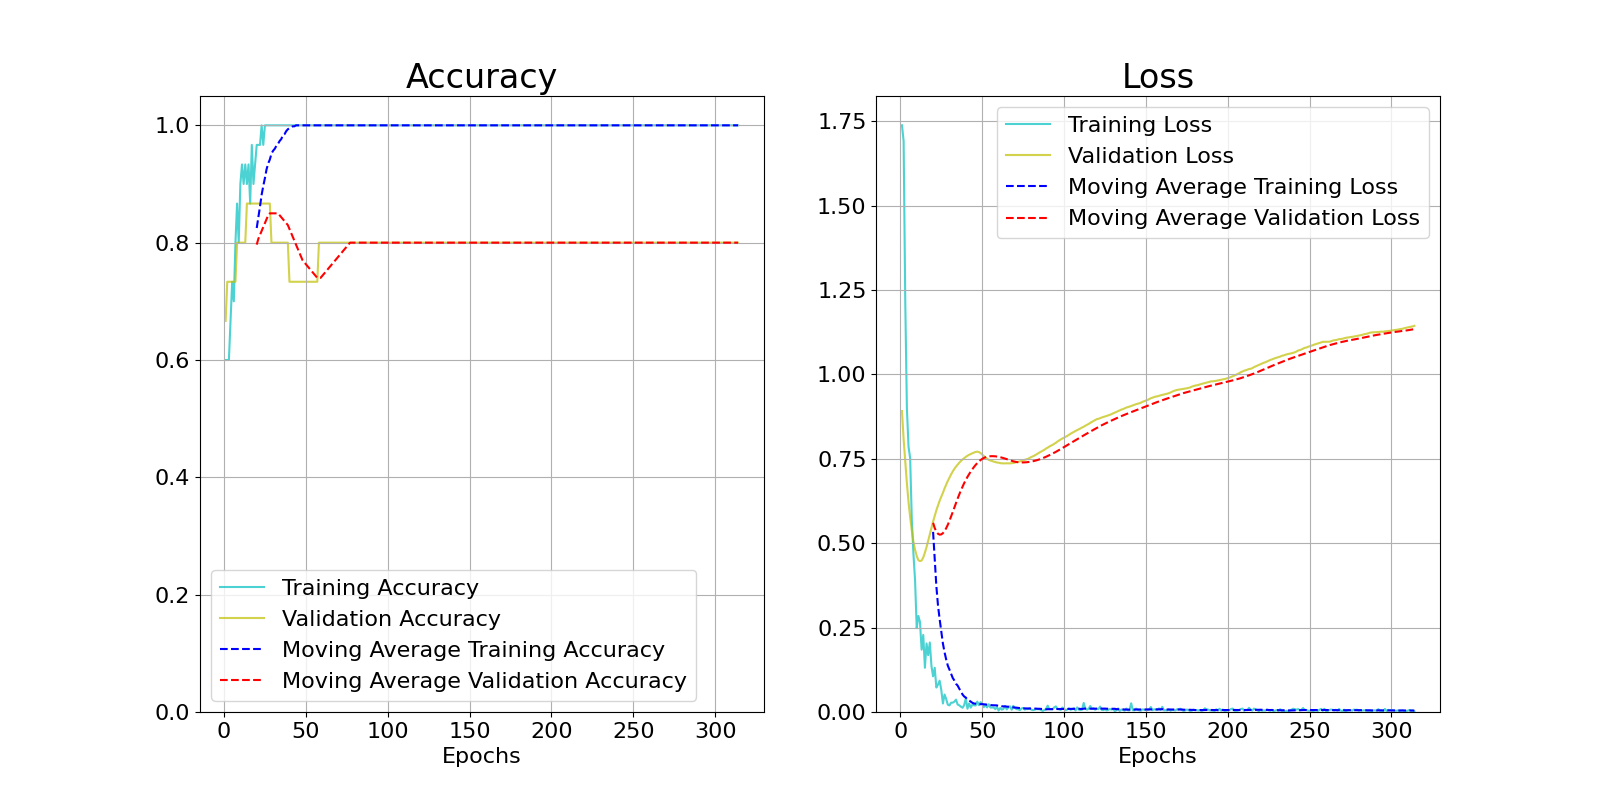 Accuracy
1.0
0.8
0.6
0.4
0.2
0.0
Training Accuracy
Validation Accuracy
Moving Average Training Accuracy
Moving Average Validation Accuracy
0 50 100 150 200 250 300
Epochs
Loss
1.75
1.50
1.25
1.00
0.75
0.50
0.25
0.00
Training Loss
Validation Loss
Moving Average Training Loss
Moving Average Validation Loss
0 50 100 150 200 250 300
Epochs